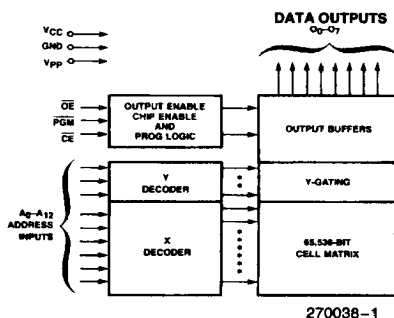 DATA OUTPUTS
O0–O7
VCC
GND
VPP
OE
PGM
CE
OUTPUT ENABLE
CHIP ENABLE
AND
PROG LOGIC
OUTPUT BUFFERS
Y
DECODER
Y-GATING
A0–A12
ADDRESS
INPUTS
X
DECODER
65,536-BIT
CELL MATRIX
270038–1